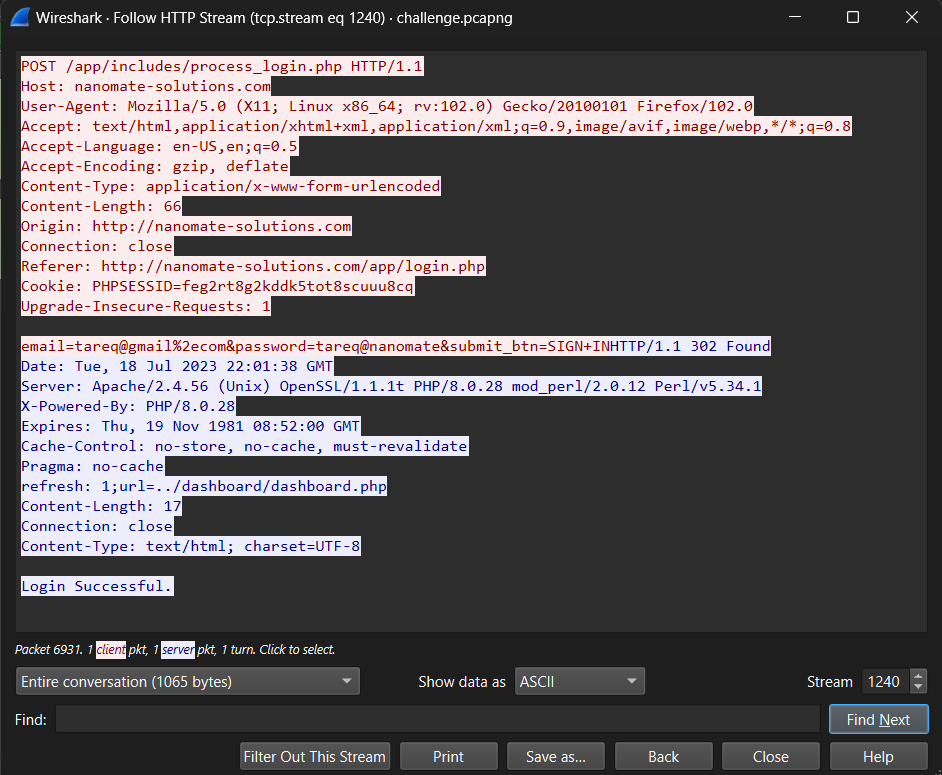 Wireshark · Follow HTTP Stream (tcp.stream eq 1240) · challenge.pcapng
POST /app/includes/process_login.php HTTP/1.1
Host: nanomate-solutions.com
User-Agent: Mozilla/5.0 (X11; Linux x86_64; rv:102.0) Gecko/20100101 Firefox/102.0
Accept: text/html,application/xhtml+xml,application/xml;q=0.9,image/avif,image/webp,*/*;q=0.8
Accept-Language: en-US,en;q=0.5
Accept-Encoding: gzip, deflate
Content-Type: application/x-www-form-urlencoded
Content-Length: 66
Origin: http://nanomate-solutions.com
Connection: close
Referer: http://nanomate-solutions.com/app/login.php
Cookie: PHPSESSID=feg2rt8g2kddk5tot8scuuu8cq
Upgrade-Insecure-Requests: 1
email=tareq@gmail%2ecom&password=tareq@nanomate&submit_btn=SIGN+INHTTP/1.1 302 Found
Date: Tue, 18 Jul 2023 22:01:38 GMT
Server: Apache/2.4.56 (Unix) OpenSSL/1.1.1t PHP/8.0.28 mod_perl/2.0.12 Perl/v5.34.1
X-Powered-By: PHP/8.0.28
Expires: Thu, 19 Nov 1981 08:52:00 GMT
Cache-Control: no-store, no-cache, must-revalidate
Pragma: no-cache
refresh: 1;url=../dashboard/dashboard.php
Content-Length: 17
Connection: close
Content-Type: text/html; charset=UTF-8
Login Successful.
Packet 6931. 1 client pkt, 1 server pkt, 1 turn. Click to select.
Entire conversation (1065 bytes) Show data as ASCII Stream 1240
Find: Find Next
Filter Out This Stream Print Save as... Back Close Help